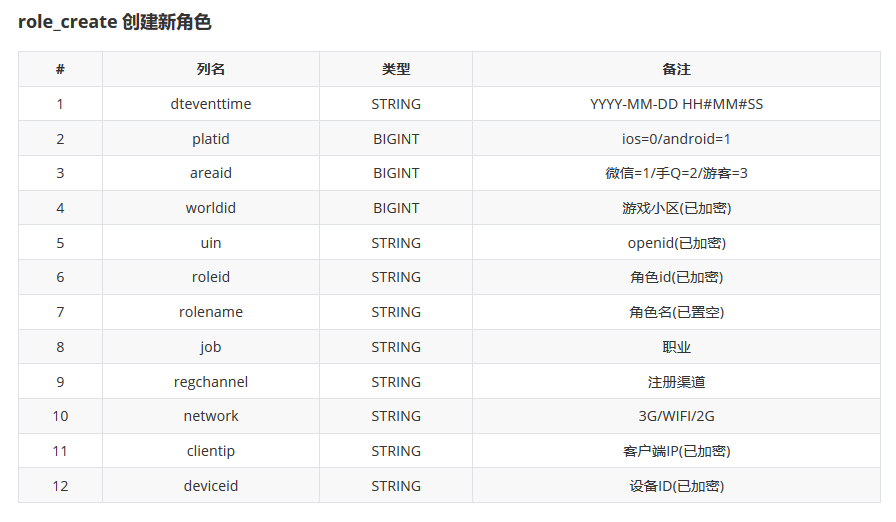 role_create 创建新角色
# 列名 类型 备注
1 dteventtime STRING YYYY-MM-DD HH#MM#SS
2 platid BIGINT ios=0/android=1
3 areaid BIGINT 微信=1/手Q=2/游客=3
4 worldid BIGINT 游戏小区(已加密)
5 uin STRING openid(已加密)
6 roleid STRING 角色id(已加密)
7 rolename STRING 角色名(已置空)
8 job STRING 职业
9 regchannel STRING 注册渠道
10 network STRING 3G/WIFI/2G
11 clientip STRING 客户端IP(已加密)
12 deviceid STRING 设备ID(已加密)